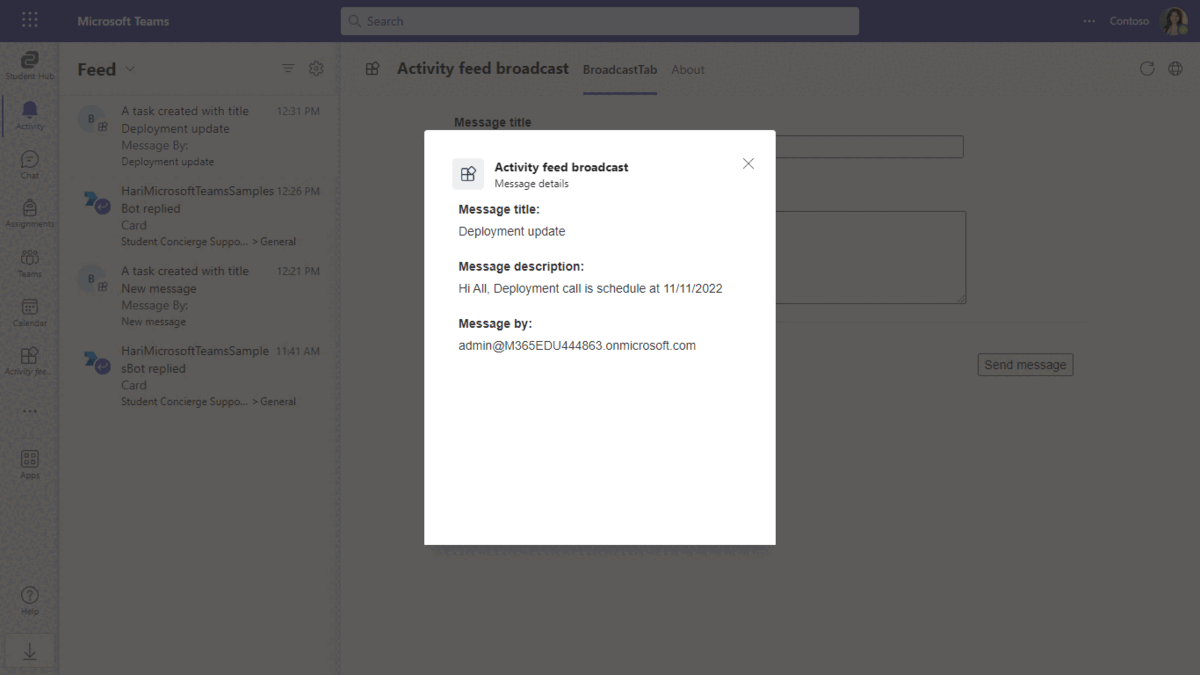 Microsoft Teams
Search
Contoso
Student Hub
Activity
Chat
Assignments
Teams
Calendar
Activity fee...
Apps
Help
Feed
A task created with title 12:31 PM
Deployment update
Message By:
Deployment update
HariMicrosoftTeamsSamples 12:26 PM
Bot replied
Card
Student Concierge Suppo... > General
A task created with title 12:21 PM
New message
Message By:
New message
HariMicrosoftTeamsSample 11:41 AM
sBot replied
Card
Student Concierge Suppo... > General
Activity feed broadcast BroadcastTab About
Message title
Send message
Activity feed broadcast
Message details
Message title:
Deployment update
Message description:
Hi All, Deployment call is schedule at 11/11/2022
Message by:
admin@M365EDU444863.onmicrosoft.com
B
B